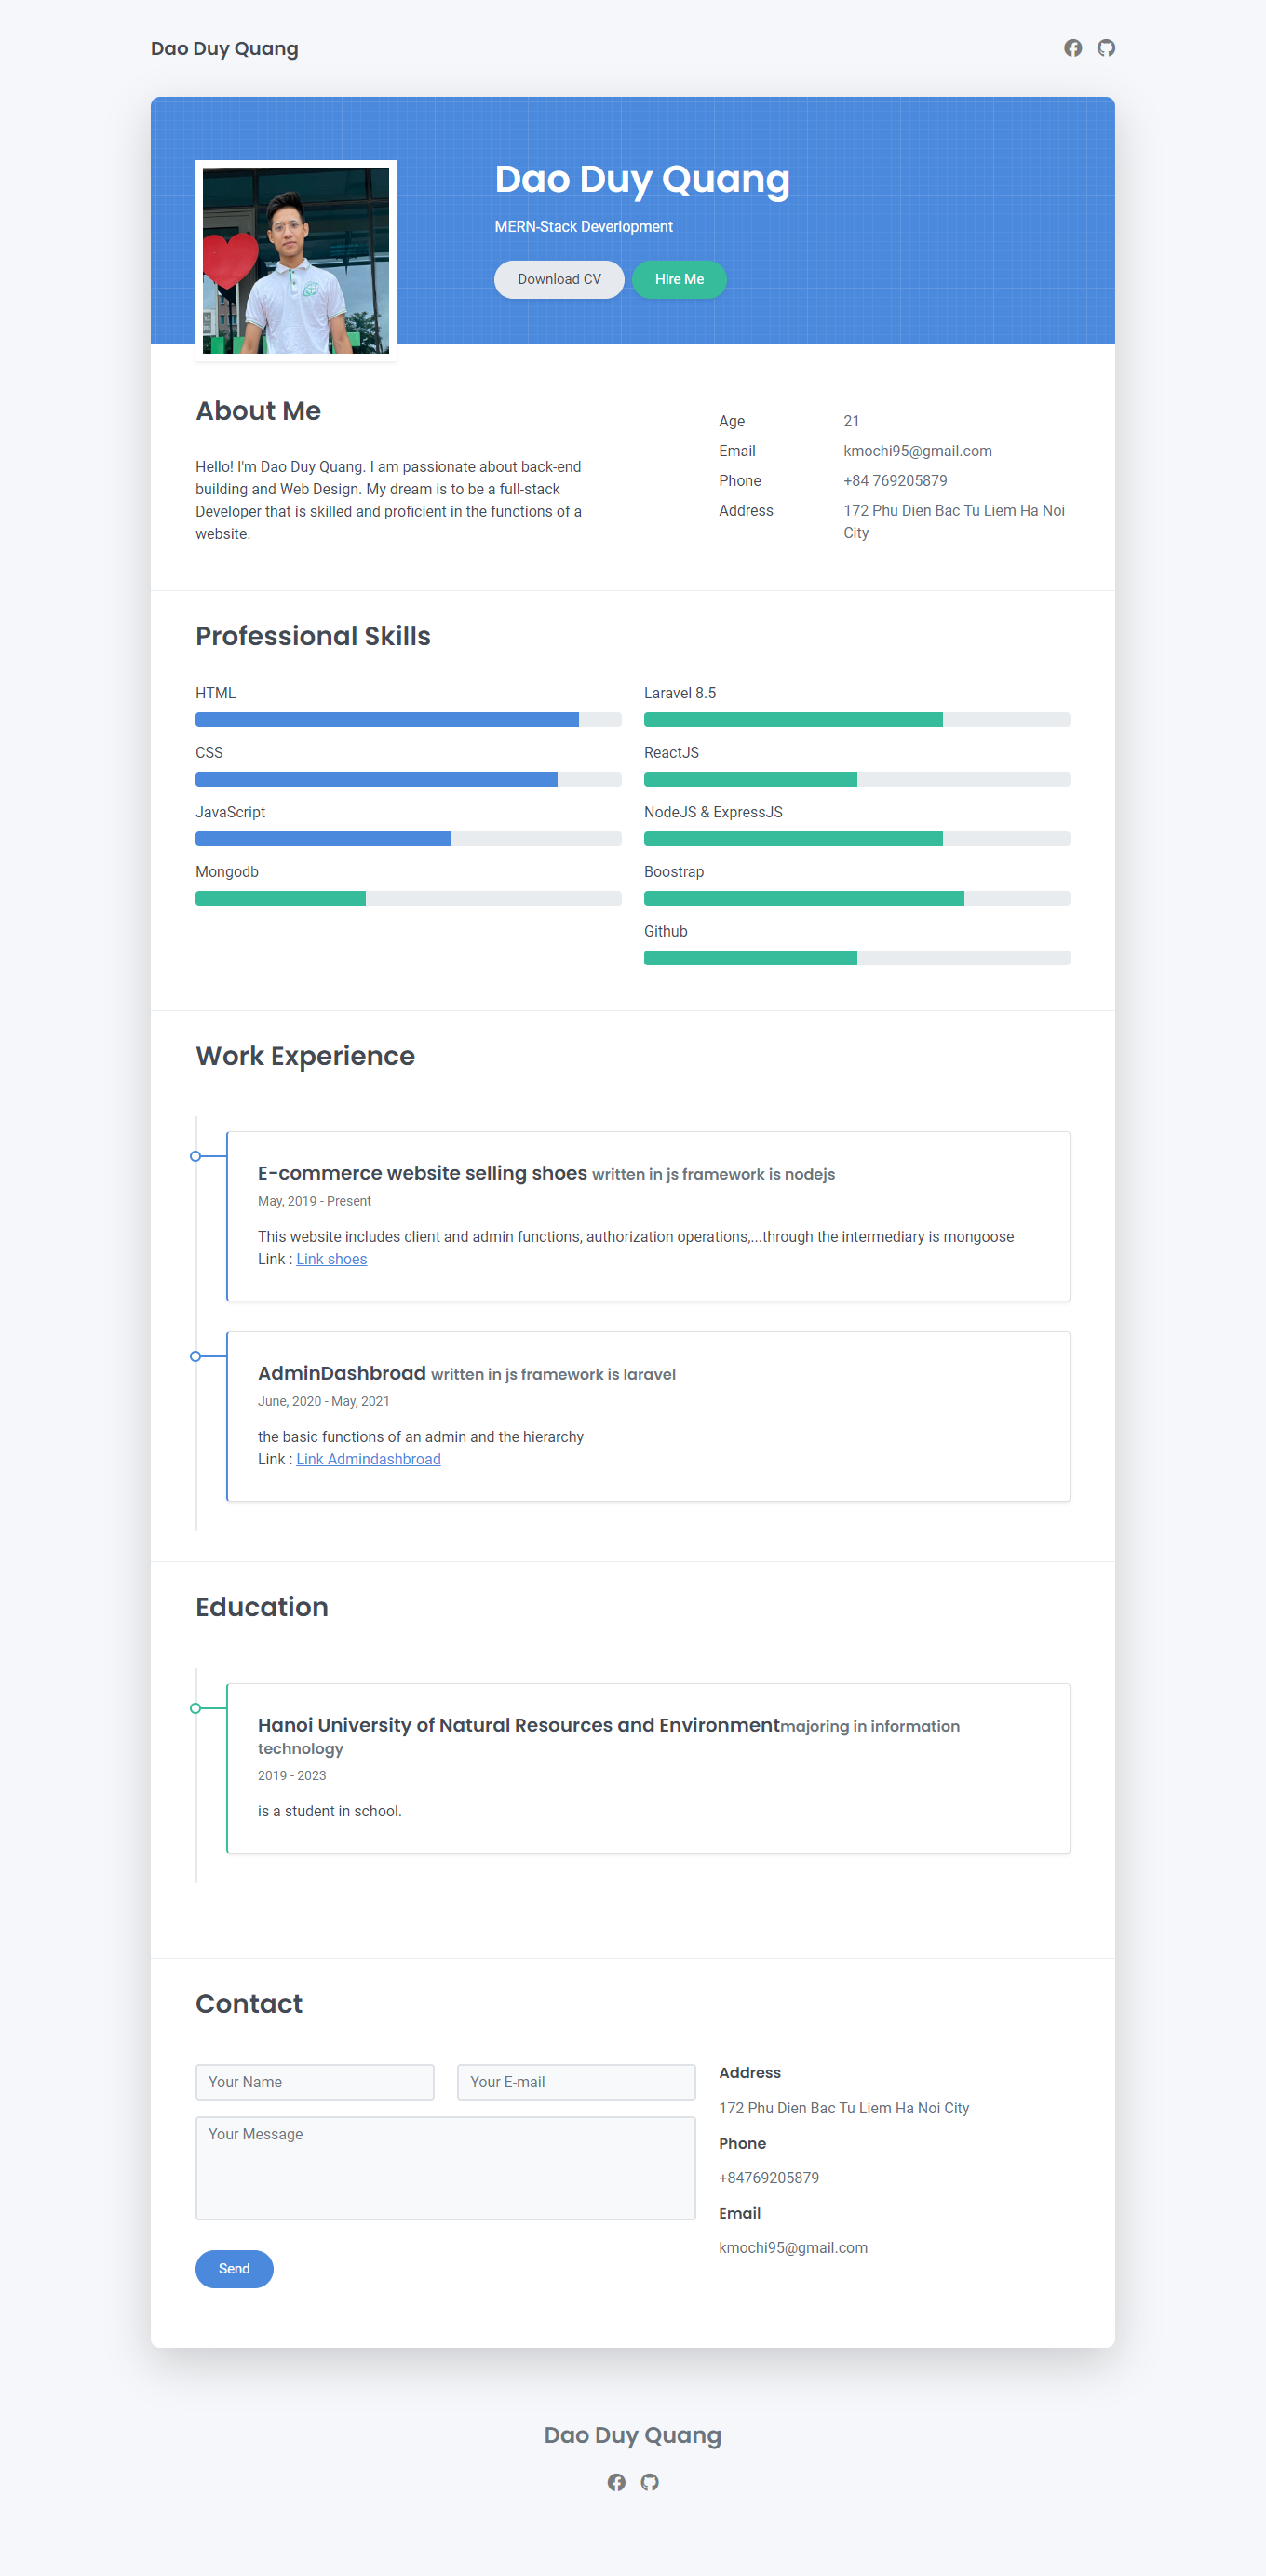 Dao Duy Quang
Dao Duy Quang
MERN-Stack Deverlopment
Download CV
Hire Me
About Me
Hello! I'm Dao Duy Quang. I am passionate about back-end
building and Web Design. My dream is to be a full-stack
Developer that is skilled and proficient in the functions of a
website.
Age 21
Email kmochi95@gmail.com
Phone +84 769205879
Address 172 Phu Dien Bac Tu Liem Ha Noi
City
Professional Skills
HTML
CSS
JavaScript
Mongodb
Laravel 8.5
ReactJS
NodeJS & ExpressJS
Boostrap
Github
Work Experience
E-commerce website selling shoes written in js framework is nodejs
May, 2019 - Present
This website includes client and admin functions, authorization operations,...through the intermediary is mongoose
Link : Link shoes
AdminDashbroad written in js framework is laravel
June, 2020 - May, 2021
the basic functions of an admin and the hierarchy
Link : Link Admindashbroad
Education
Hanoi University of Natural Resources and Environmentmajoring in information
technology
2019 - 2023
is a student in school.
Contact
Your Name
Your E-mail
Your Message
Send
Address
172 Phu Dien Bac Tu Liem Ha Noi City
Phone
+84769205879
Email
kmochi95@gmail.com
Dao Duy Quang